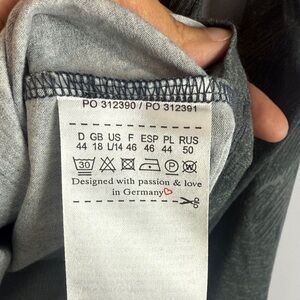 PO 312390 / PO 312391
D GB US F ESP PL RUS
44 18 U14 46 46 44 50
30 P W
Designed with passion & love
in Germany